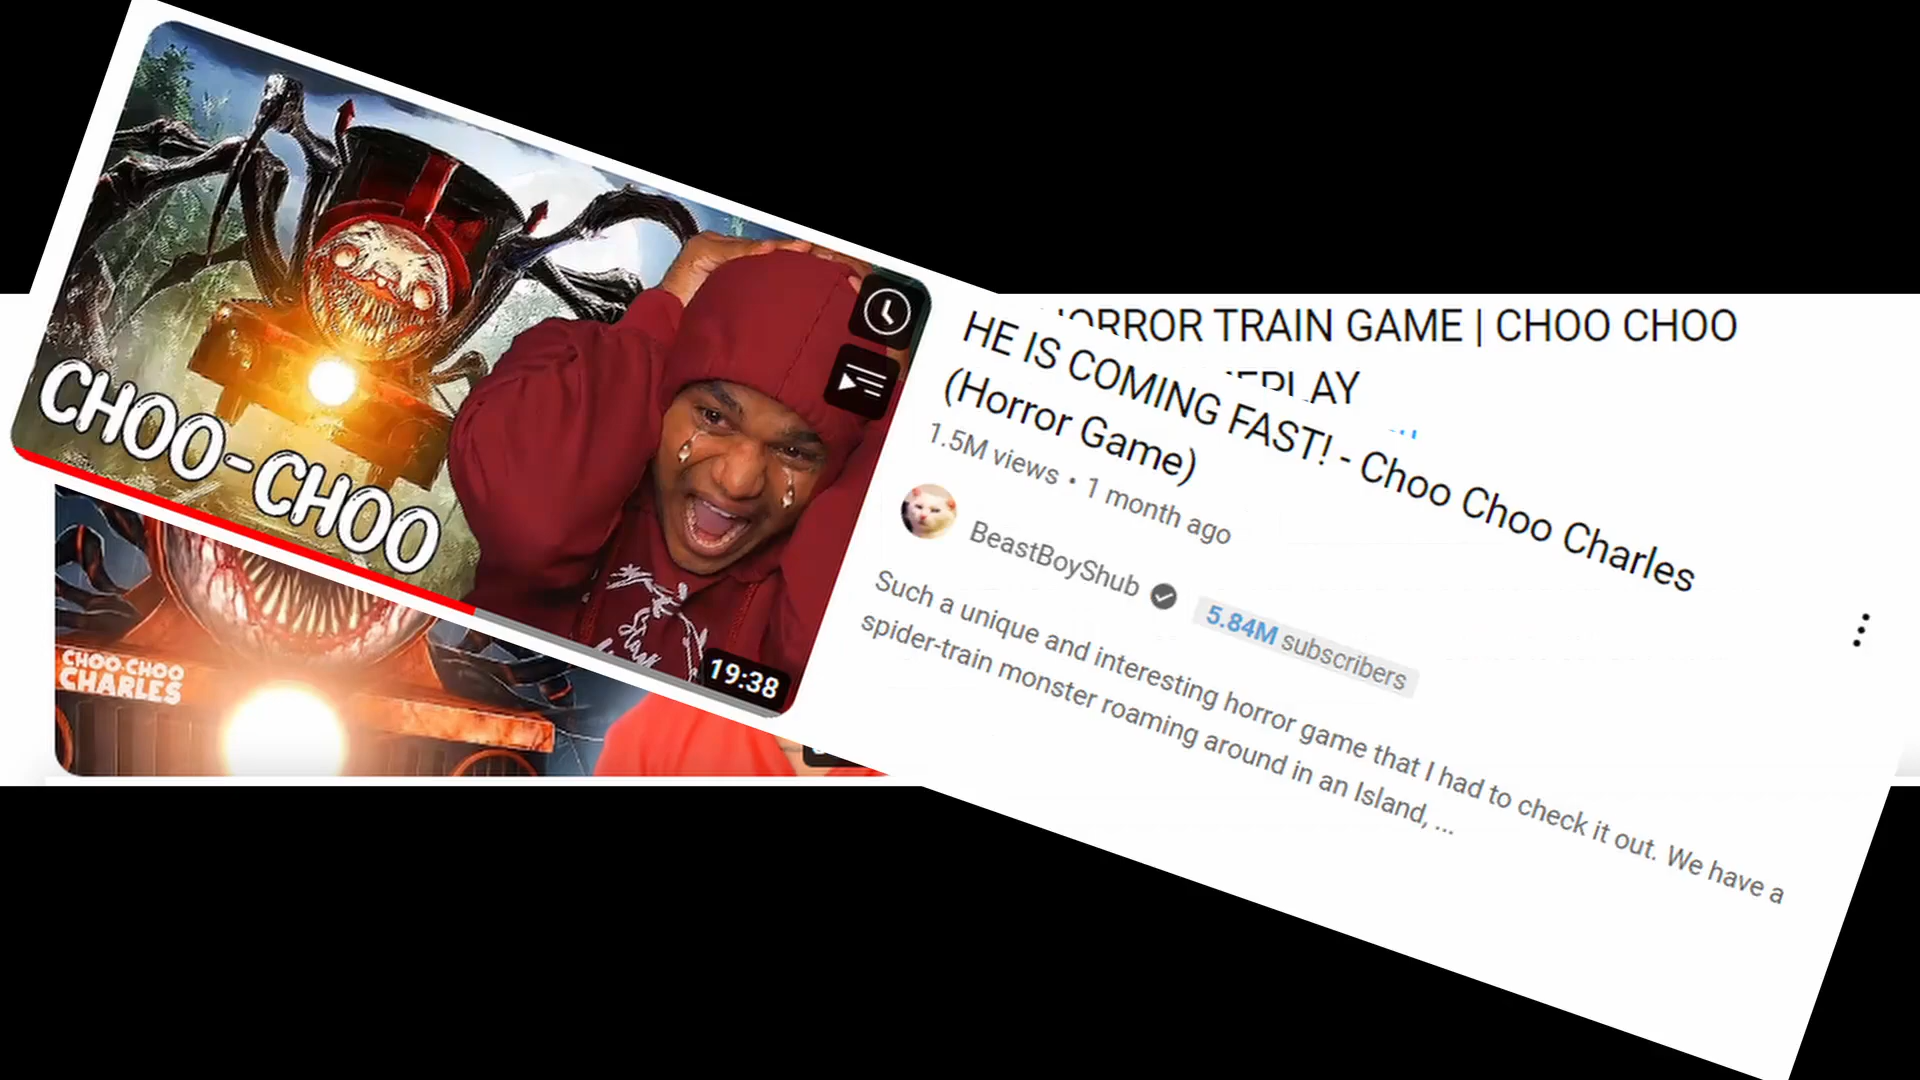 HORROR TRAIN GAME | CHOO CHOO
HE IS COMING FAST! - Choo Choo Charles
(Horror Game)
1.5M views • 1 month ago
BeastBoyShub
5.84M subscribers
Such a unique and interesting horror game that I had to check it out. We have a
spider-train monster roaming around in an Island, ...
CHOO-CHOO
19:38
CHOO-CHOO
CHARLES